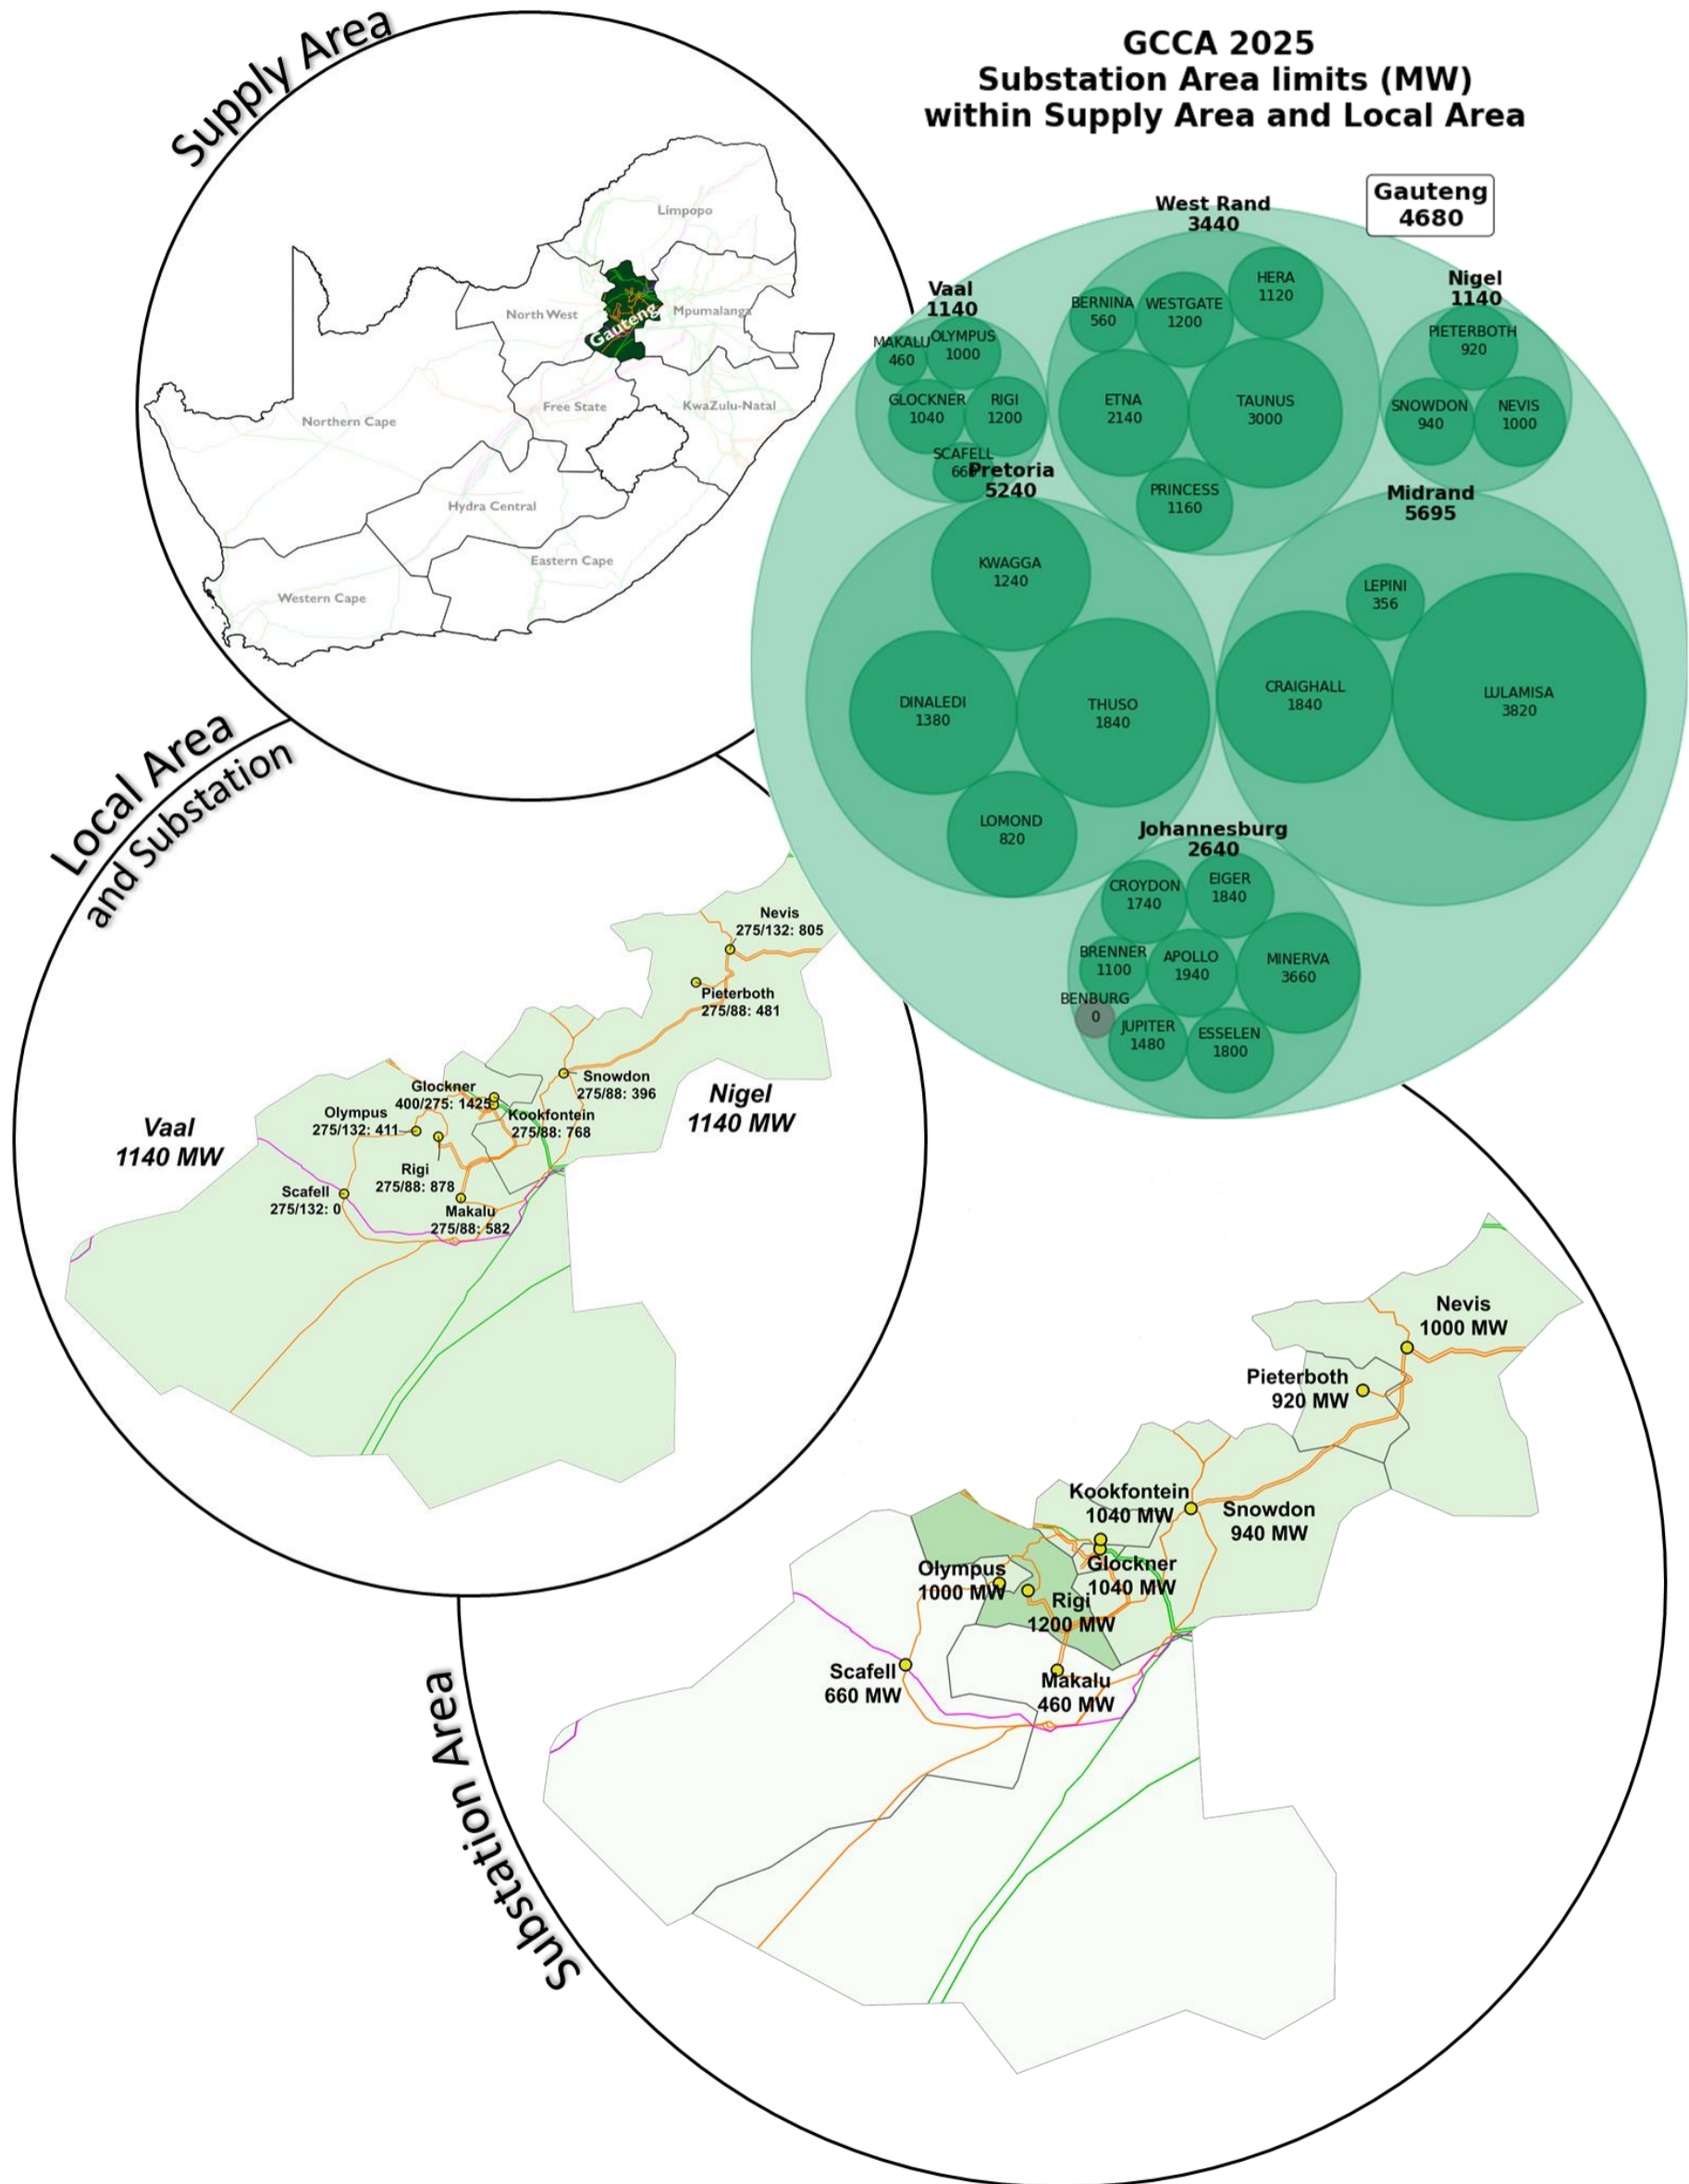 Supply Area
GCCA 2025
Substation Area limits (MW)
within Supply Area and Local Area
Gauteng
4680
West Rand
3440
BERNINA
560
WESTGATE
1200
HERA
1120
ETNA
2140
TAUNUS
3000
PRINCESS
1160
Vaal
1140
MAKALU
460
OLYMPUS
1000
GLOCKNER
1040
RIGI
1200
SCAFELL
660
Nigel
1140
PIETERBOTH
920
SNOWDON
940
NEVIS
1000
Pretoria
5240
KWAGGA
1240
DINALEDI
1380
THUSO
1840
LOMOND
820
Midrand
5695
LEPINI
356
CRAIGHALL
1840
LULAMISA
3820
Johannesburg
2640
CROYDON
1740
EIGER
1840
BRENNER
1100
APOLLO
1940
MINERVA
3660
BENBURG
0
JUPITER
1480
ESSELEN
1800
Limpopo
North West
Gauteng
Mpumalanga
Northern Cape
Free State
KwaZulu-Natal
Hydra Central
Eastern Cape
Western Cape
Local Area
and Substation
Nevis
275/132: 805
Pieterboth
275/88: 481
Snowdon
275/88: 396
Nigel
1140 MW
Glockner
400/275: 1425
Kookfontein
275/88: 768
Olympus
275/132: 411
Vaal
1140 MW
Rigi
275/88: 878
Scafell
275/132: 0
Makalu
275/88: 582
Substation Area
Nevis
1000 MW
Pieterboth
920 MW
Kookfontein
1040 MW
Snowdon
940 MW
Glockner
1040 MW
Olympus
1000 MW
Rigi
1200 MW
Scafell
660 MW
Makalu
460 MW